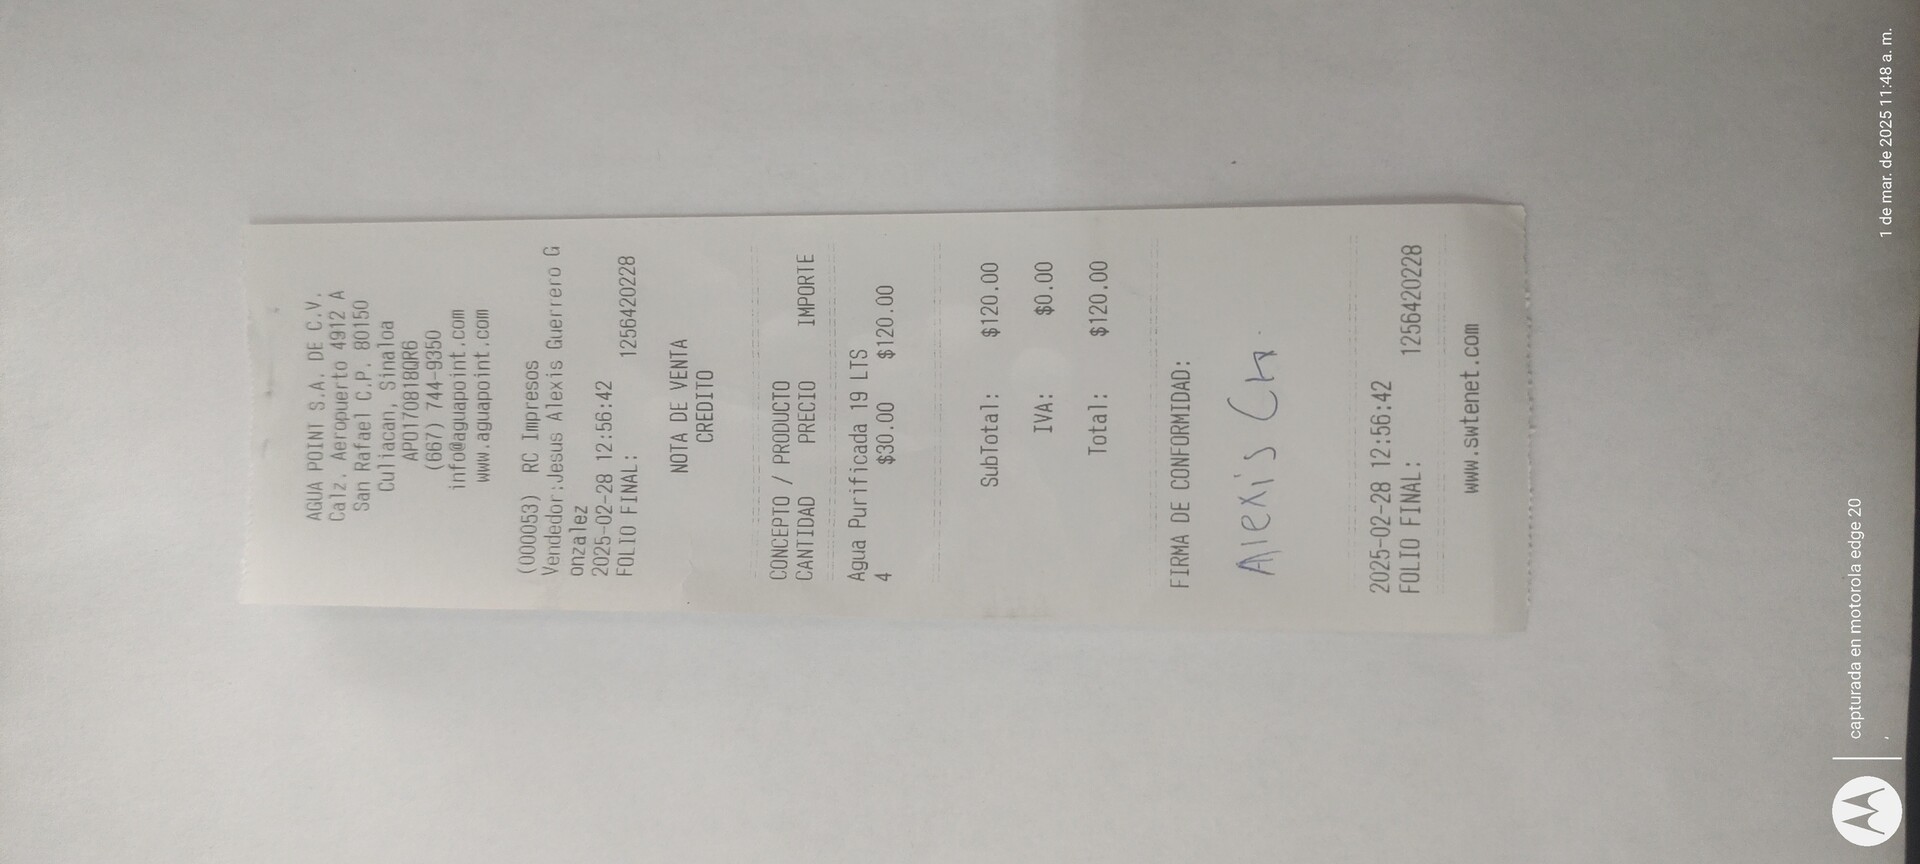 AGUA POINT S.A. DE C.V.
Calz. Aeropuerto 4912 A
San Rafael C.P. 80150
Culiacan, Sinaloa
APO170818QR6
(667) 744-9350
info@aguapoint.com
www.aguapoint.com
(000053) RC Impresos
Vendedor:Jesus Alexis Guerrero G
onzalez
2025-02-28 12:56:42
FOLIO FINAL: 1256420228
NOTA DE VENTA
CREDITO
CONCEPTO / PRODUCTO
CANTIDAD PRECIO IMPORTE
Agua Purificada 19 LTS
4 $30.00 $120.00
SubTotal: $120.00
IVA: $0.00
Total: $120.00
FIRMA DE CONFORMIDAD:
Alexis
2025-02-28 12:56:42
FOLIO FINAL: 1256420228
www.swtenet.com
capturada en motorola edge 20
1 de mar. de 2025 11:48 a. m.